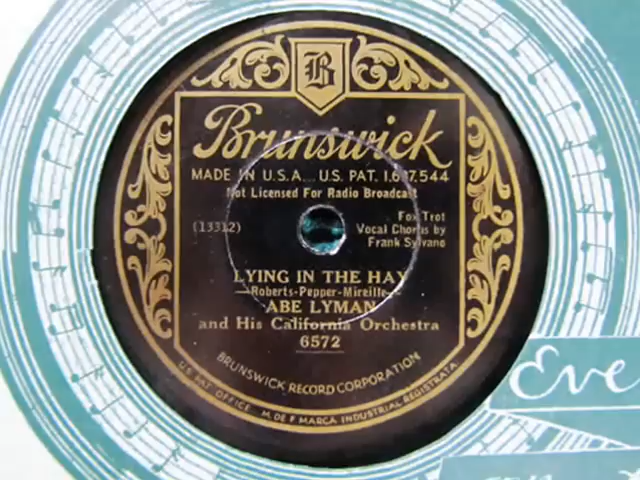 B
Brunswick
MADE IN U.S.A. U.S. PAT. 1,637,544
Not Licensed For Radio Broadcast
(13312)
Fox Trot
Vocal Chorus by
Frank Sylvano
LYING IN THE HAY
—Roberts-Pepper-Mireille—
ABE LYMAN
and His California Orchestra
6572
BRUNSWICK RECORD CORPORATION
U.S. PAT. OFFICE M. DE F. MARCA INDUSTRIAL REGISTRATA
Eve